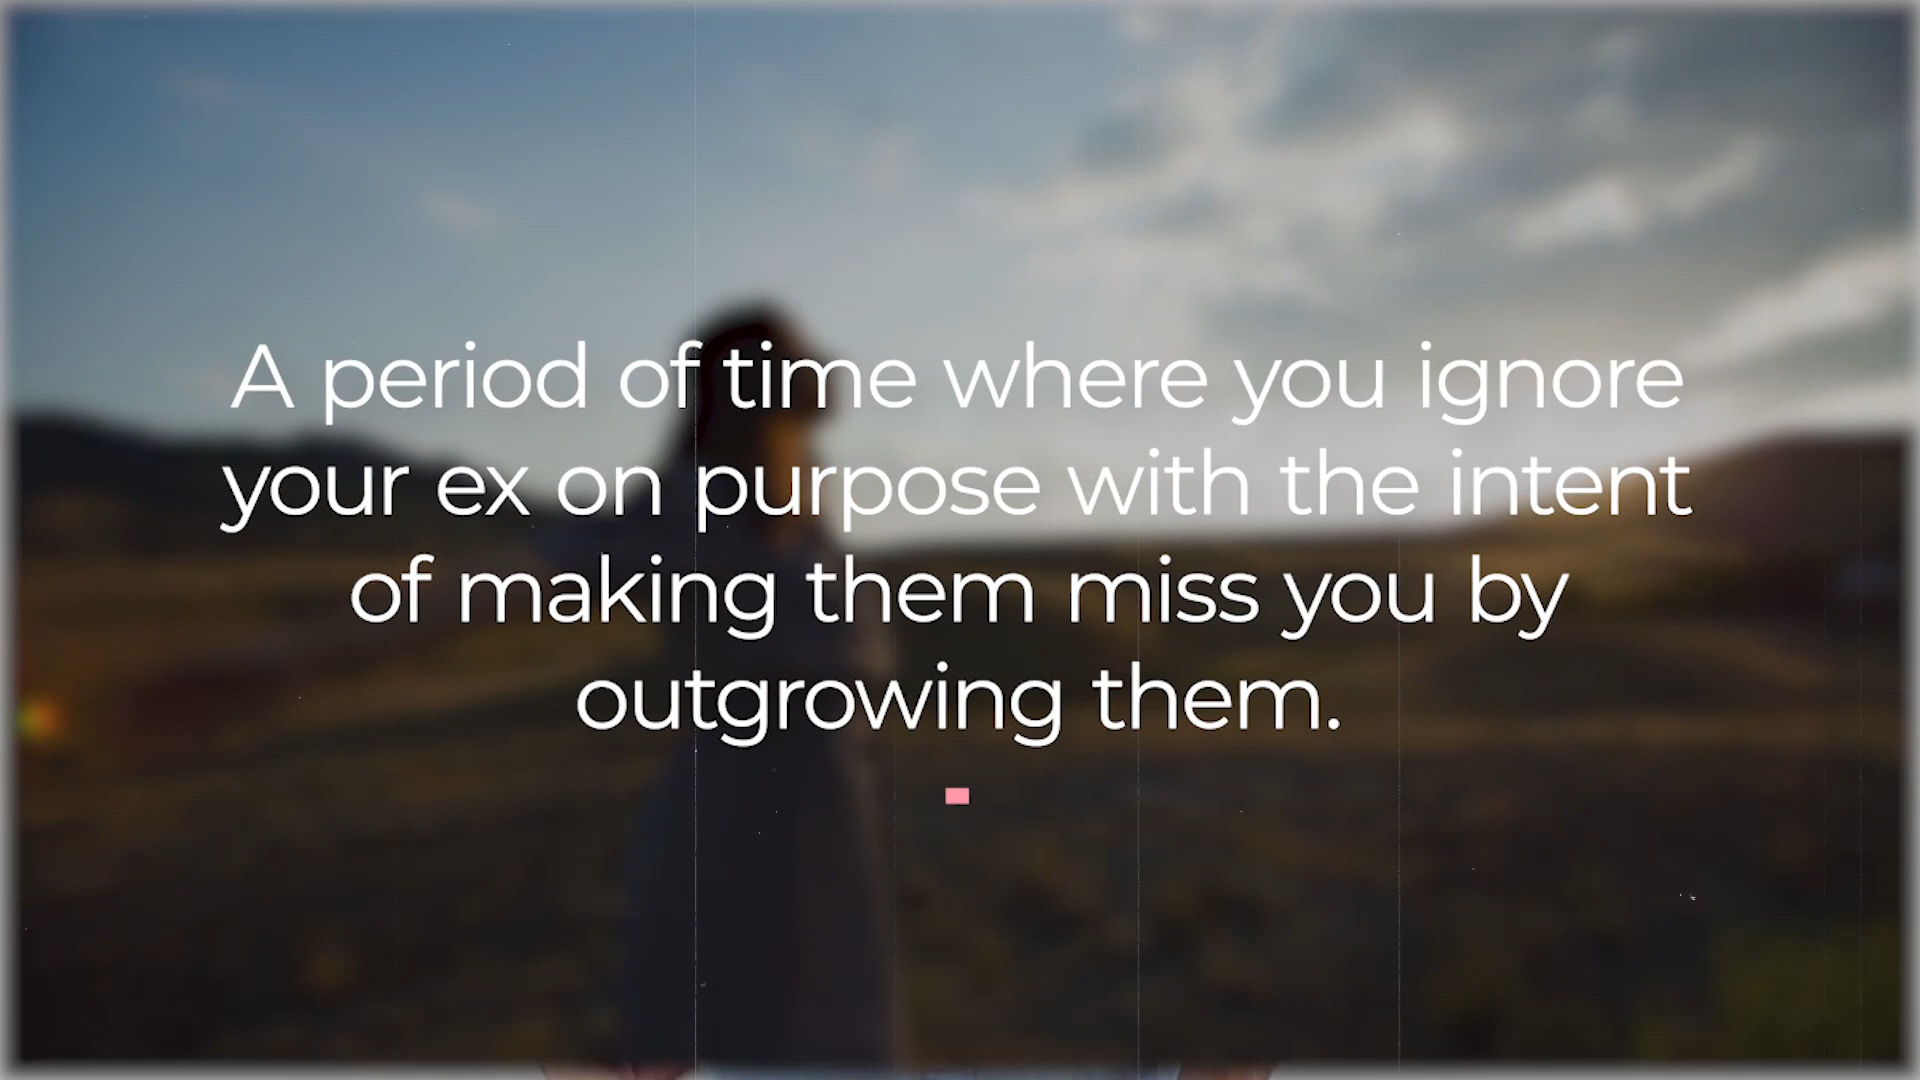 A period of time where you ignore
your ex on purpose with the intent
of making them miss you by
outgrowing them.